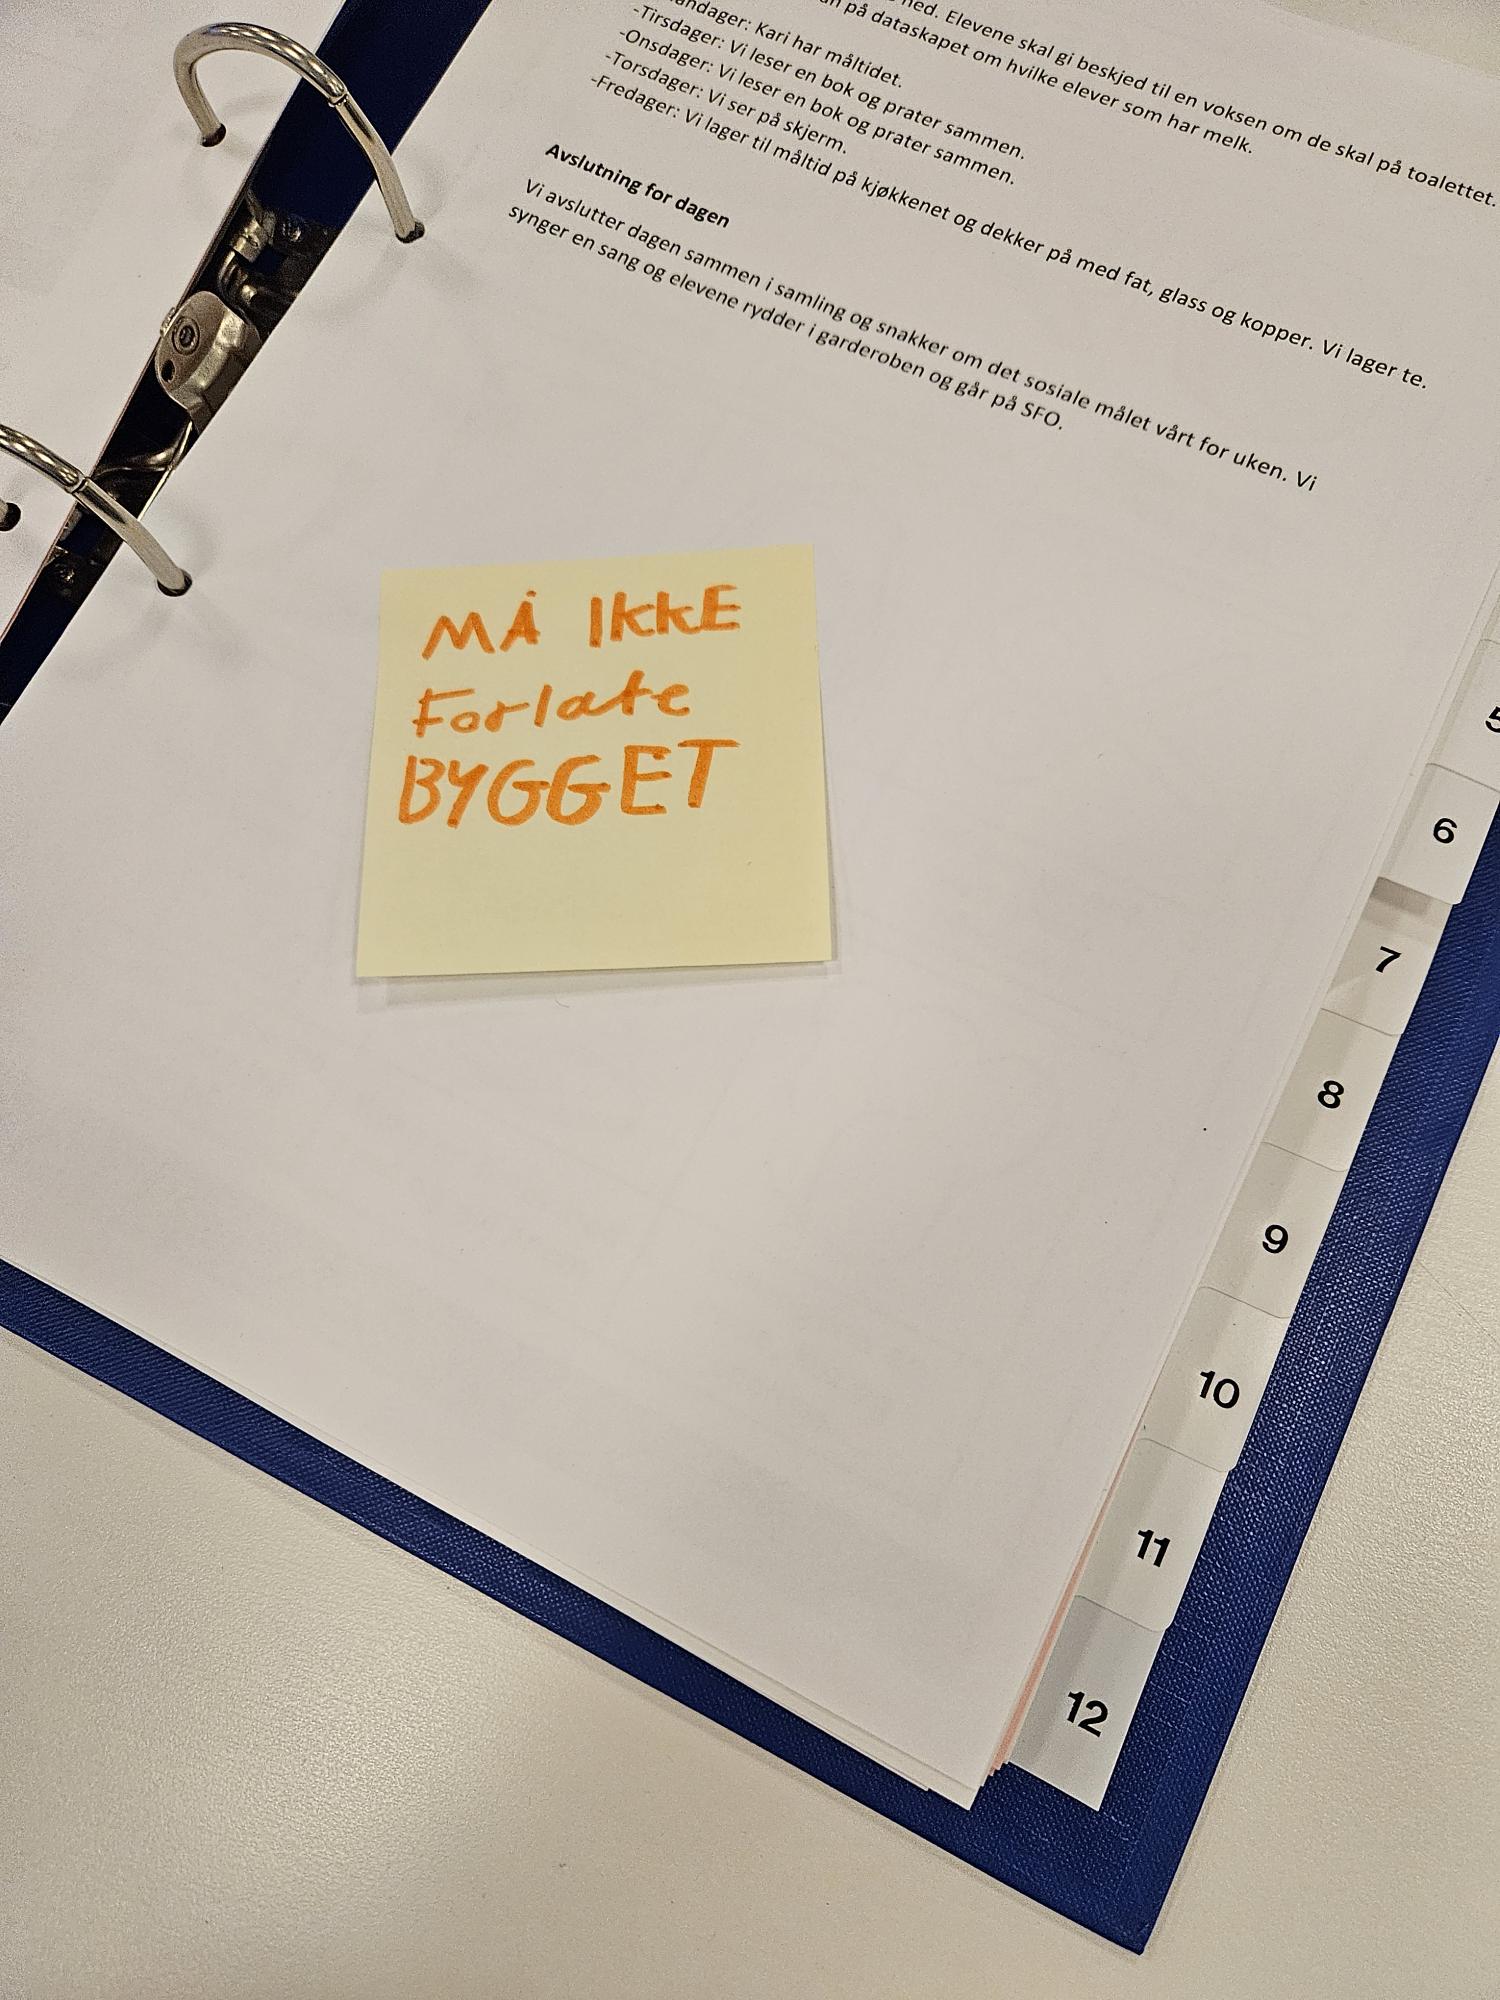 ned. Elevene skal gi beskjed til en voksen om de skal på toalettet.
på dataskapet om hvilke elever som har melk.
Kari har måltidet.
-Tirsdager: Vi leser en bok og prater sammen.
-Onsdager: Vi leser en bok og prater sammen.
-Torsdager: Vi ser på skjerm.
-Fredager: Vi lager til måltid på kjøkkenet og dekker på med fat, glass og kopper. Vi lager te.
Avslutning for dagen
Vi avslutter dagen sammen i samling og snakker om det sosiale målet vårt for uken. Vi
synger en sang og elevene rydder i garderoben og går på SFO.
MÅ IKKE
Forlate
BYGGET
5
6
7
8
9
10
11
12